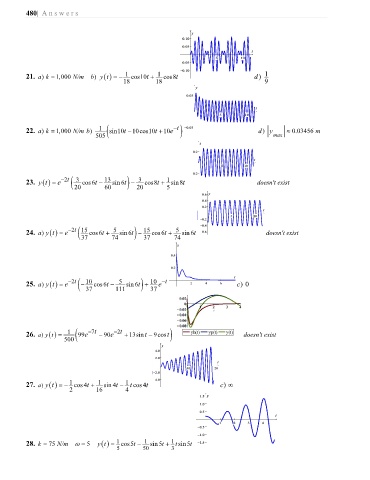 480| Answers
21. a) k = 1,000 N/m b) y(t) = −1/18 cos10t + 1/18 cos8t d) 1/9
22. a) k = 1,000 N/m b) 1/505 (sin10t − 10cos10t + 10e^−t) d) |y max| ≈ 0.03456 m
23. y(t) = e^−2t (3/20 cos6t − 13/60 sin6t) − 3/20 cos8t + 1/5 sin8t doesn't exist
24. a) y(t) = e^−2t (15/37 cos6t + 5/74 sin6t) − 15/37 cos6t + 5/74 sin6t doesn't exist
25. a) y(t) = e^−2t (−10/37 cos6t − 5/111 sin6t) + 10/37 e^−t c) 0
26. a) y(t) = 1/500 (99e^−7t − 90e^−2t + 13sint − 9cost) doesn't exist
27. a) y(t) = −1/2 cos4t + 1/16 sin4t − 1/4 tcos4t c) ∞
28. k = 75 N/m ω = 5 y(t) = 1/5 cos5t − 1/50 sin5t + 1/3 tsin5t